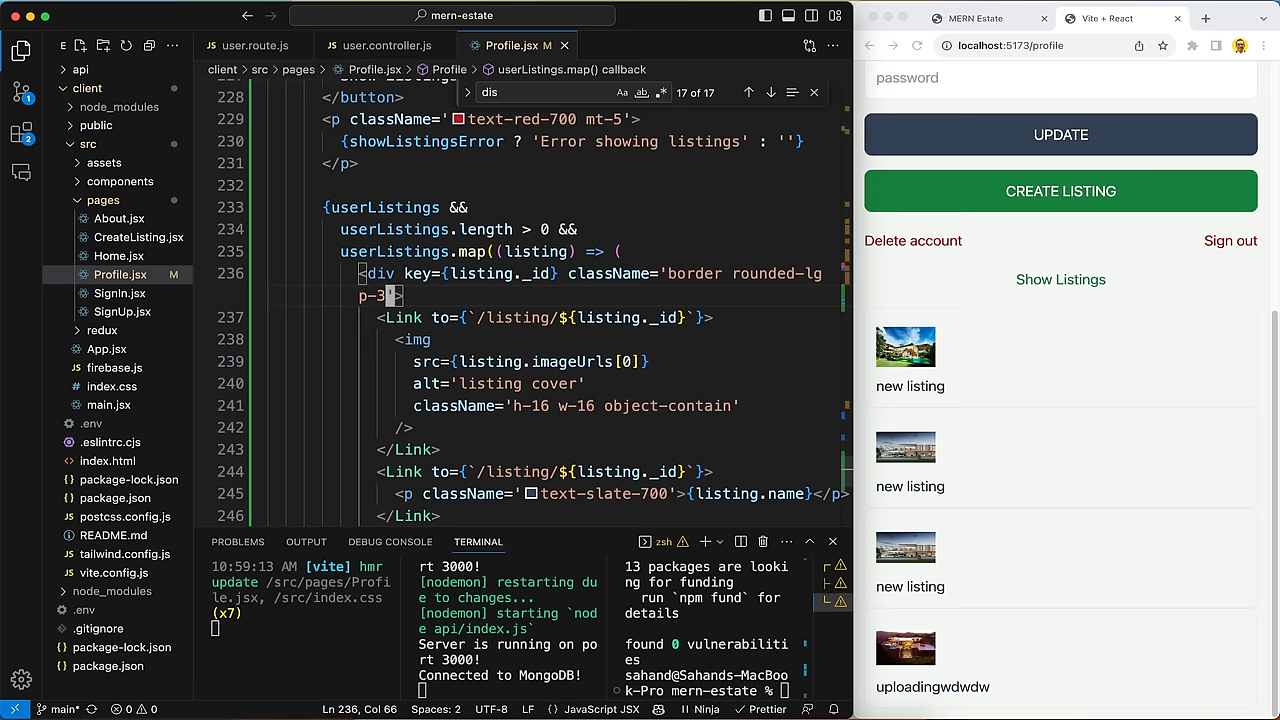 mern-estate
user.route.js
user.controller.js
Profile.jsx M
client > src > pages > Profile.jsx > Profile > userListings.map() callback
dis
Aa ab
17 of 17
E
api
client
node_modules
public
src
assets
components
pages
About.jsx
CreateListing.jsx
Home.jsx
Profile.jsx M
SignIn.jsx
SignUp.jsx
redux
App.jsx
firebase.js
index.css
main.jsx
.env
.eslintrc.cjs
index.html
package-lock.json
package.json
postcss.config.js
README.md
tailwind.config.js
vite.config.js
node_modules
.env
.gitignore
package-lock.json
package.json
1
2
228 </button>
229 <p className='text-red-700 mt-5'>
230 {showListingsError ? 'Error showing listings' : ''}
231 </p>
232
233 {userListings &&
234 userListings.length > 0 &&
235 userListings.map((listing) => (
236 <div key={listing._id} className='border rounded-lg
p-3'>
237 <Link to={`/listing/${listing._id}`}>
238 <img
239 src={listing.imageUrls[0]}
240 alt='listing cover'
241 className='h-16 w-16 object-contain'
242 />
243 </Link>
244 <Link to={`/listing/${listing._id}`}>
245 <p className='text-slate-700'>{listing.name}</p>
246 </Link>
PROBLEMS OUTPUT DEBUG CONSOLE TERMINAL
zsh
10:59:13 AM [vite] hmr
update /src/pages/Profi
le.jsx, /src/index.css
(x7)
rt 3000!
[nodemon] restarting du
e to changes...
[nodemon] starting `nod
e api/index.js`
Server is running on po
rt 3000!
Connected to MongoDB!
13 packages are looki
ng for funding
run `npm fund` for
details
found 0 vulnerabiliti
es
sahand@Sahands-MacBoo
k-Pro mern-estate %
main* 0 0
Ln 236, Col 66 Spaces: 2 UTF-8 LF {} JavaScript JSX Ninja Prettier
MERN Estate
Vite + React
localhost:5173/profile
password
UPDATE
CREATE LISTING
Delete account
Sign out
Show Listings
new listing
new listing
new listing
uploadingwdwdw